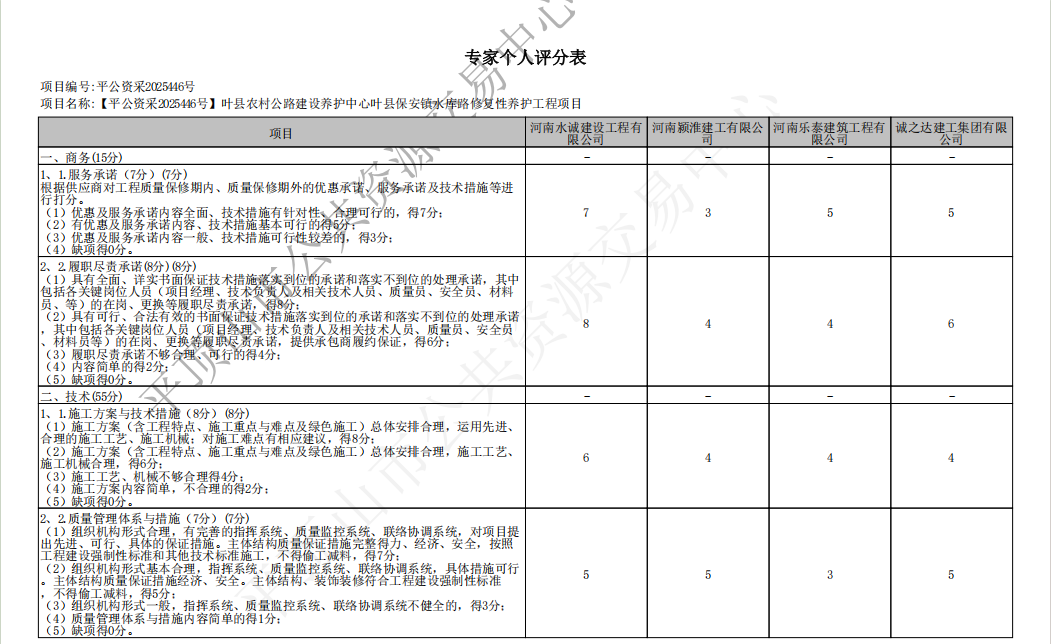 专家个人评分表
项目编号:平公资采2025446号
项目名称:【平公资采2025446号】叶县农村公路建设养护中心叶县保安镇水库路修复性养护工程项目
项目 河南水诚建设工程有限公司 河南颍淮建工有限公司 河南乐泰建筑工程有限公司 诚之达建工集团有限公司
一、商务(15分) — — — —
1、1.服务承诺（7分）(7分)
根据供应商对工程质量保修期内、质量保修期外的优惠承诺、服务承诺及技术措施等进
行打分。
（1）优惠及服务承诺内容全面、技术措施有针对性、合理可行的，得7分；
（2）有优惠及服务承诺内容、技术措施基本可行的得5分；
（3）优惠及服务承诺内容一般、技术措施可行性较差的，得3分；
（4）缺项得0分。
7 3 5 5
2、2.履职尽责承诺(8分)(8分)
（1）具有全面、详实书面保证技术措施落实到位的承诺和落实不到位的处理承诺，其中
包括各关键岗位人员（项目经理、技术负责人及相关技术人员、质量员、安全员、材料
员、等）的在岗、更换等履职尽责承诺，得8分；
（2）具有可行、合法有效的书面保证技术措施落实到位的承诺和落实不到位的处理承诺
，其中包括各关键岗位人员（项目经理、技术负责人及相关技术人员、质量员、安全员
、材料员等）的在岗、更换等履职尽责承诺，提供承包商履约保证，得6分；
（3）履职尽责承诺不够合理、可行的得4分；
（4）内容简单的得2分；
（5）缺项得0分。
8 4 4 6
二、技术(55分) — — — —
1、1.施工方案与技术措施（8分）(8分)
（1）施工方案（含工程特点、施工重点与难点及绿色施工）总体安排合理，运用先进、
合理的施工工艺、施工机械；对施工难点有相应建议，得8分；
（2）施工方案（含工程特点、施工重点与难点及绿色施工）总体安排合理，施工工艺、
施工机械合理，得6分；
（3）施工工艺、机械不够合理得4分；
（4）施工方案内容简单，不合理的得2分；
（5）缺项得0分。
6 4 4 4
2、2.质量管理体系与措施（7分）(7分)
（1）组织机构形式合理，有完善的指挥系统、质量监控系统、联络协调系统，对项目提
出先进、可行、具体的保证措施。主体结构质量保证措施完整得力、经济、安全，按照
工程建设强制性标准和其他技术标准施工，不得偷工减料，得7分；
（2）组织机构形式基本合理，指挥系统、质量监控系统、联络协调系统，具体措施可行
。主体结构质量保证措施经济、安全。主体结构、装饰装修符合工程建设强制性标准
，不得偷工减料，得5分；
（3）组织机构形式一般，指挥系统、质量监控系统、联络协调系统不健全的，得3分；
（4）质量管理体系与措施内容简单的得1分；
（5）缺项得0分。
5 5 3 5
平顶山市公共资源交易中心
平顶山市公共资源交易中心